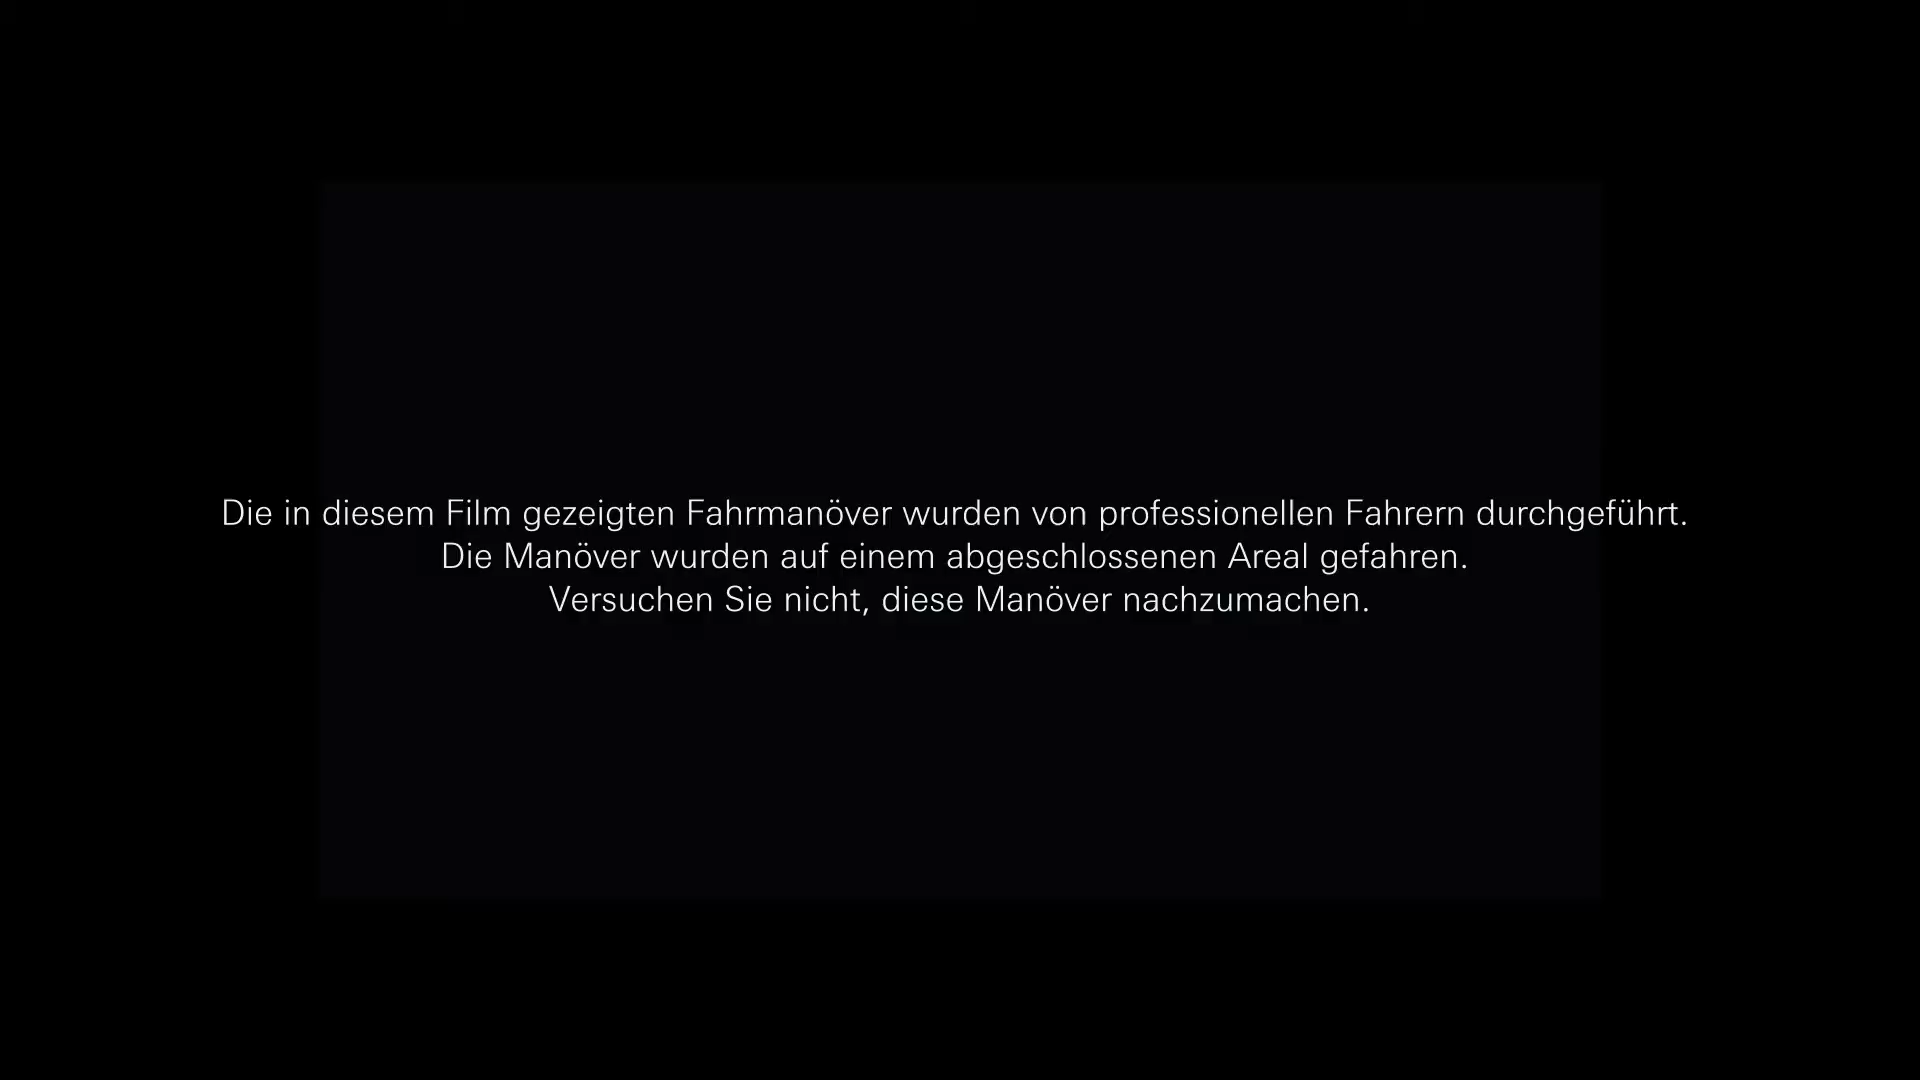 Die in diesem Film gezeigten Fahrmanöver wurden von professionellen Fahrern durchgeführt.
Die Manöver wurden auf einem abgeschlossenen Areal gefahren.
Versuchen Sie nicht, diese Manöver nachzumachen.